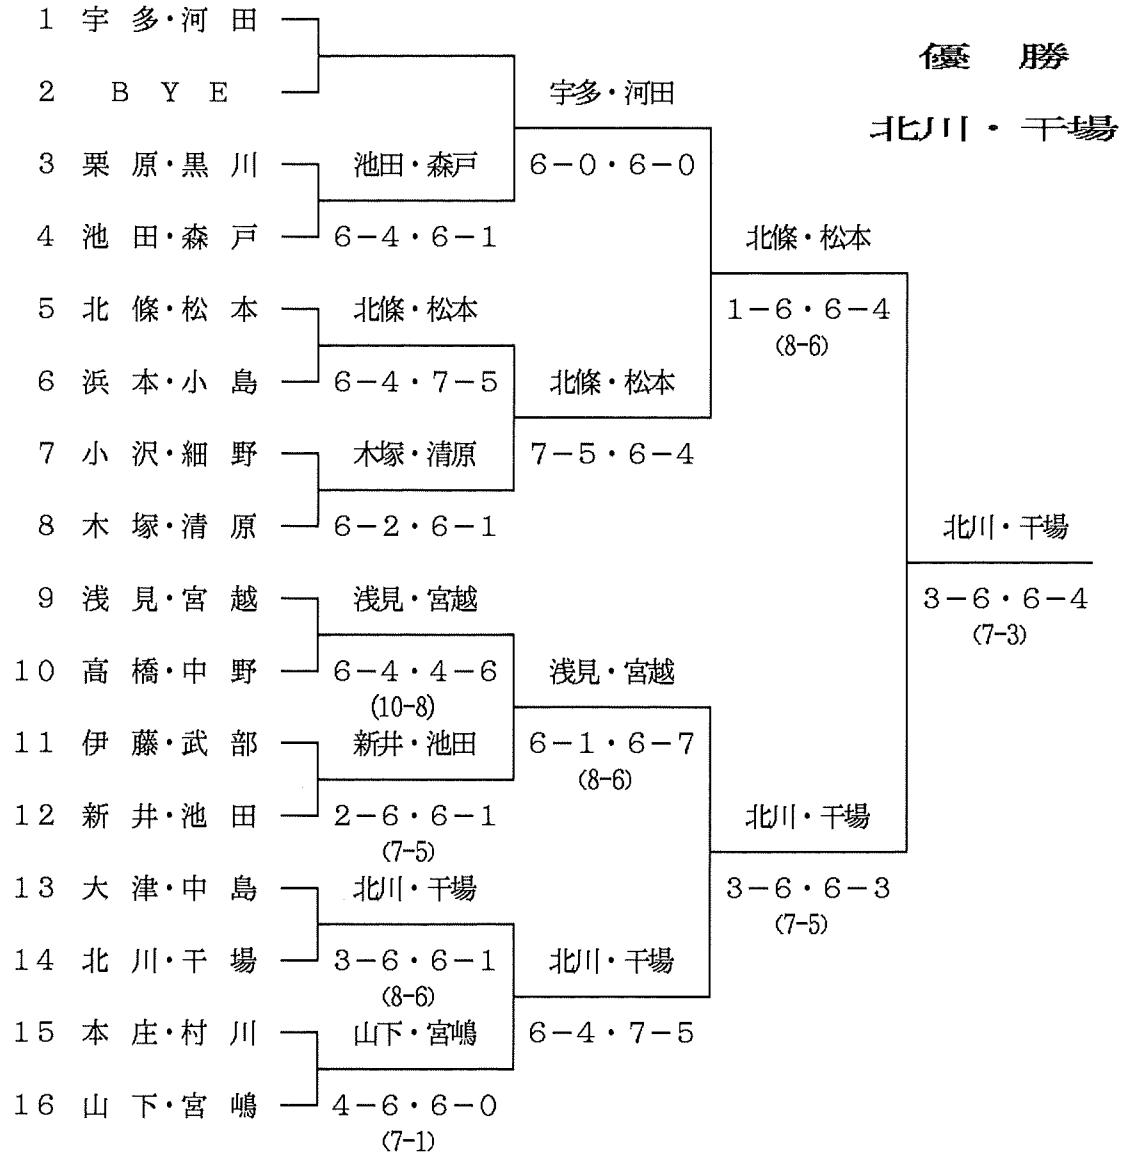 1 宇多・河田
優勝
2 BYE
宇多・河田
北川・干場
3 栗原・黒川
池田・森戸
6-0・6-0
4 池田・森戸
6-4・6-1
北條・松本
5 北條・松本
北條・松本
1-6・6-4
(8-6)
6 浜本・小島
6-4・7-5
北條・松本
7 小沢・細野
木塚・清原
7-5・6-4
8 木塚・清原
6-2・6-1
北川・干場
9 浅見・宮越
浅見・宮越
3-6・6-4
(7-3)
10 高橋・中野
6-4・4-6
浅見・宮越
(10-8)
11 伊藤・武部
新井・池田
6-1・6-7
(8-6)
12 新井・池田
2-6・6-1
北川・干場
(7-5)
13 大津・中島
北川・干場
3-6・6-3
(7-5)
14 北川・干場
3-6・6-1
北川・干場
(8-6)
15 本庄・村川
山下・宮嶋
6-4・7-5
16 山下・宮嶋
4-6・6-0
(7-1)